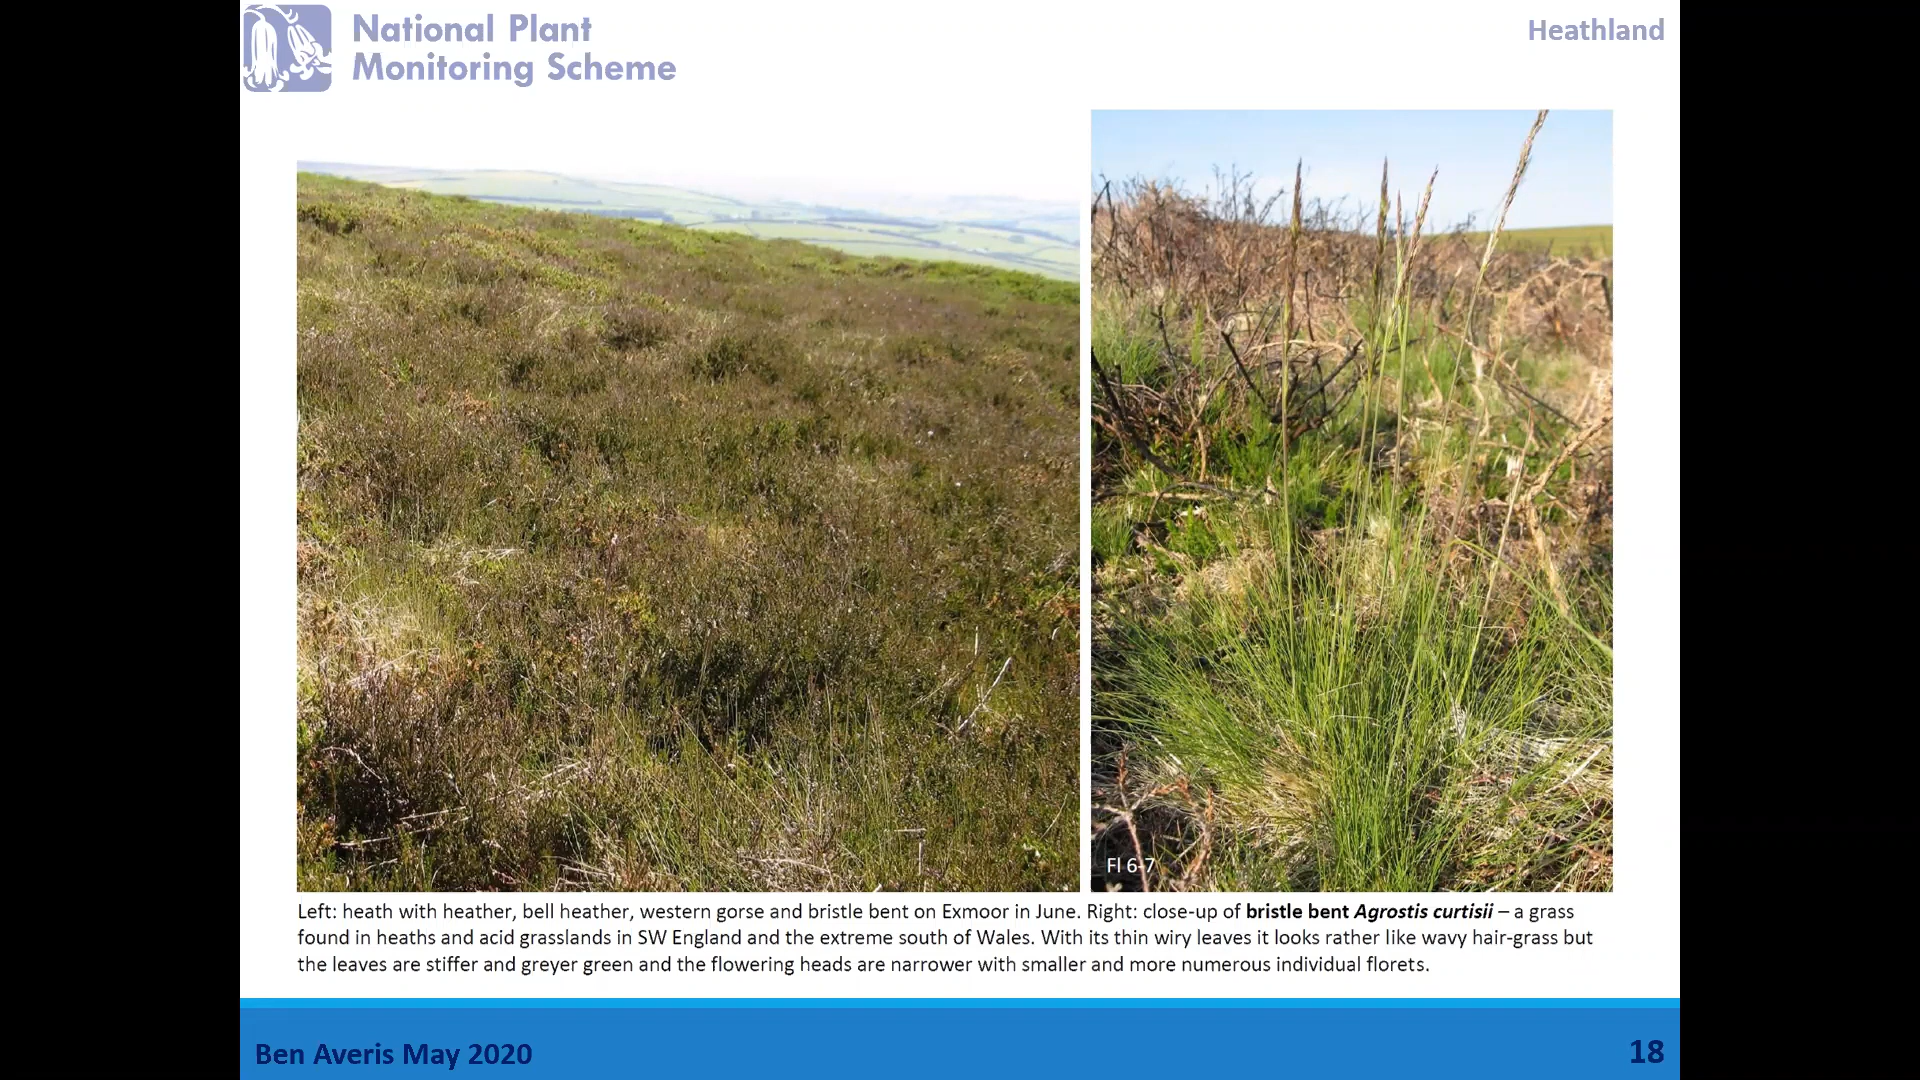 National Plant
Monitoring Scheme
Heathland
Fl 6-7
Left: heath with heather, bell heather, western gorse and bristle bent on Exmoor in June. Right: close-up of bristle bent Agrostis curtisii – a grass
found in heaths and acid grasslands in SW England and the extreme south of Wales. With its thin wiry leaves it looks rather like wavy hair-grass but
the leaves are stiffer and greyer green and the flowering heads are narrower with smaller and more numerous individual florets.
Ben Averis May 2020
18